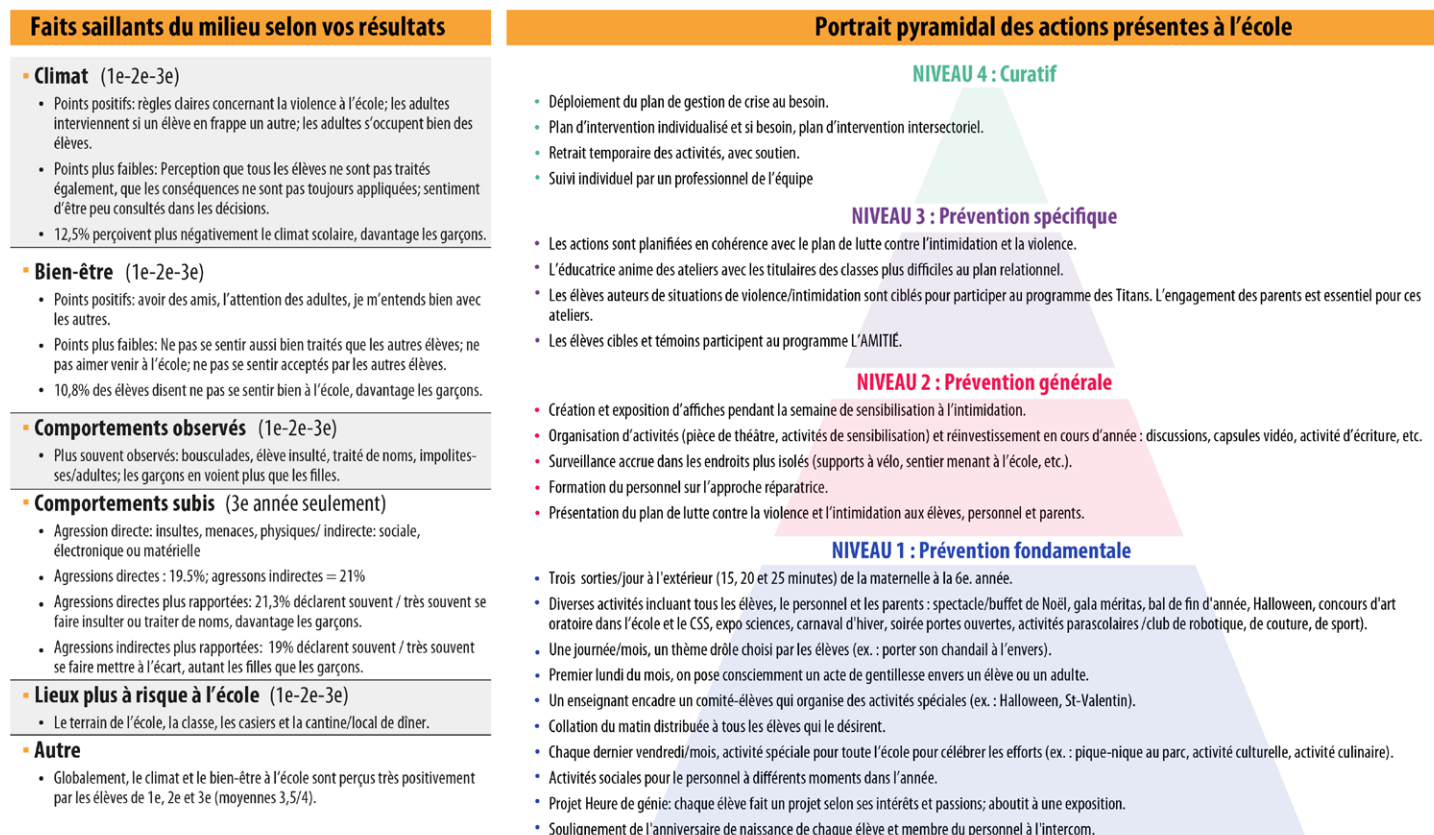 Faits saillants du milieu selon vos résultats
▪ Climat (1e-2e-3e)
• Points positifs: règles claires concernant la violence à l'école; les adultes
interviennent si un élève en frappe un autre; les adultes s'occupent bien des
élèves.
• Points plus faibles: Perception que tous les élèves ne sont pas traités
également, que les conséquences ne sont pas toujours appliquées; sentiment
d'être peu consultés dans les décisions.
• 12,5% perçoivent plus négativement le climat scolaire, davantage les garçons.
▪ Bien-être (1e-2e-3e)
• Points positifs: avoir des amis, l'attention des adultes, je m'entends bien avec
les autres.
• Points plus faibles: Ne pas se sentir aussi bien traités que les autres élèves; ne
pas aimer venir à l'école; ne pas se sentir acceptés par les autres élèves.
• 10,8% des élèves disent ne pas se sentir bien à l'école, davantage les garçons.
▪ Comportements observés (1e-2e-3e)
• Plus souvent observés: bousculades, élève insulté, traité de noms, impolites-
ses/adultes; les garçons en voient plus que les filles.
▪ Comportements subis (3e année seulement)
• Agression directe: insultes, menaces, physiques/ indirecte: sociale,
électronique ou matérielle
• Agressions directes : 19.5%; agressons indirectes = 21%
• Agressions directes plus rapportées: 21,3% déclarent souvent / très souvent se
faire insulter ou traiter de noms, davantage les garçons.
• Agressions indirectes plus rapportées: 19% déclarent souvent / très souvent
se faire mettre à l'écart, autant les filles que les garçons.
▪ Lieux plus à risque à l'école (1e-2e-3e)
• Le terrain de l'école, la classe, les casiers et la cantine/local de dîner.
▪ Autre
• Globalement, le climat et le bien-être à l'école sont perçus très positivement
par les élèves de 1e, 2e et 3e (moyennes 3,5/4).
Portrait pyramidal des actions présentes à l'école
NIVEAU 4 : Curatif
• Déploiement du plan de gestion de crise au besoin.
• Plan d'intervention individualisé et si besoin, plan d'intervention intersectoriel.
• Retrait temporaire des activités, avec soutien.
• Suivi individuel par un professionnel de l'équipe
NIVEAU 3 : Prévention spécifique
• Les actions sont planifiées en cohérence avec le plan de lutte contre l'intimidation et la violence.
• L'éducatrice anime des ateliers avec les titulaires des classes plus difficiles au plan relationnel.
• Les élèves auteurs de situations de violence/intimidation sont ciblés pour participer au programme des Titans. L'engagement des parents est essentiel pour ces
ateliers.
• Les élèves cibles et témoins participent au programme L'AMITIÉ.
NIVEAU 2 : Prévention générale
• Création et exposition d'affiches pendant la semaine de sensibilisation à l'intimidation.
• Organisation d'activités (pièce de théâtre, activités de sensibilisation) et réinvestissement en cours d'année : discussions, capsules vidéo, activité d'écriture, etc.
• Surveillance accrue dans les endroits plus isolés (supports à vélo, sentier menant à l'école, etc.).
• Formation du personnel sur l'approche réparatrice.
• Présentation du plan de lutte contre la violence et l'intimidation aux élèves, personnel et parents.
NIVEAU 1 : Prévention fondamentale
• Trois sorties/jour à l'extérieur (15, 20 et 25 minutes) de la maternelle à la 6e. année.
• Diverses activités incluant tous les élèves, le personnel et les parents : spectacle/buffet de Noël, gala méritas, bal de fin d'année, Halloween, concours d'art
oratoire dans l'école et le CSS, expo sciences, carnaval d'hiver, soirée portes ouvertes, activités parascolaires /club de robotique, de couture, de sport).
• Une journée/mois, un thème drôle choisi par les élèves (ex. : porter son chandail à l'envers).
• Premier lundi du mois, on pose consciemment un acte de gentillesse envers un élève ou un adulte.
• Un enseignant encadre un comité-élèves qui organise des activités spéciales (ex. : Halloween, St-Valentin).
• Collation du matin distribuée à tous les élèves qui le désirent.
• Chaque dernier vendredi/mois, activité spéciale pour toute l'école pour célébrer les efforts (ex. : pique-nique au parc, activité culturelle, activité culinaire).
• Activités sociales pour le personnel à différents moments dans l'année.
• Projet Heure de génie: chaque élève fait un projet selon ses intérêts et passions; aboutit à une exposition.
• Soulignement de l'anniversaire de naissance de chaque élève et membre du personnel à l'intercom.